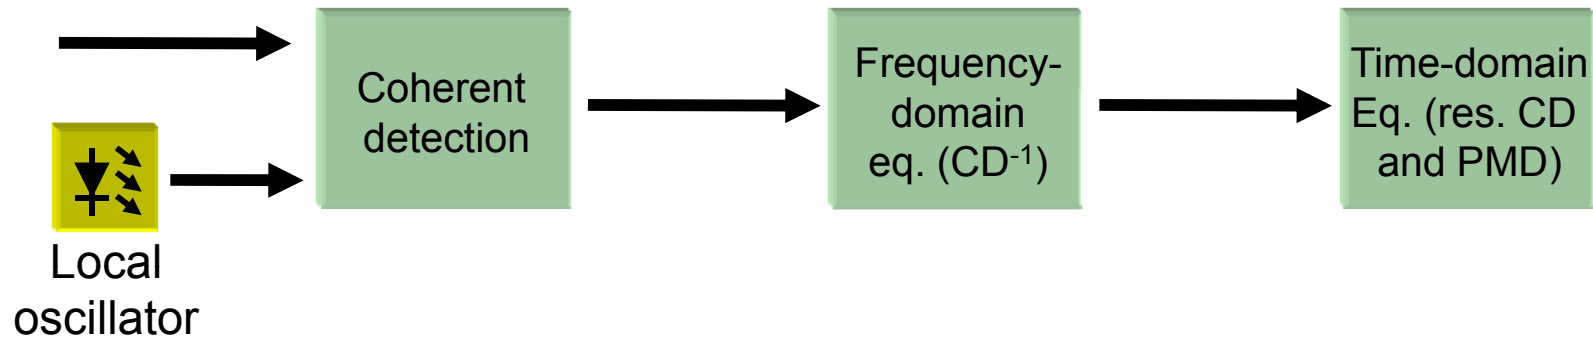 Coherent
detection
Local
oscillator
Frequency-
domain
eq. (CD⁻¹)
Time-domain
Eq. (res. CD
and PMD)